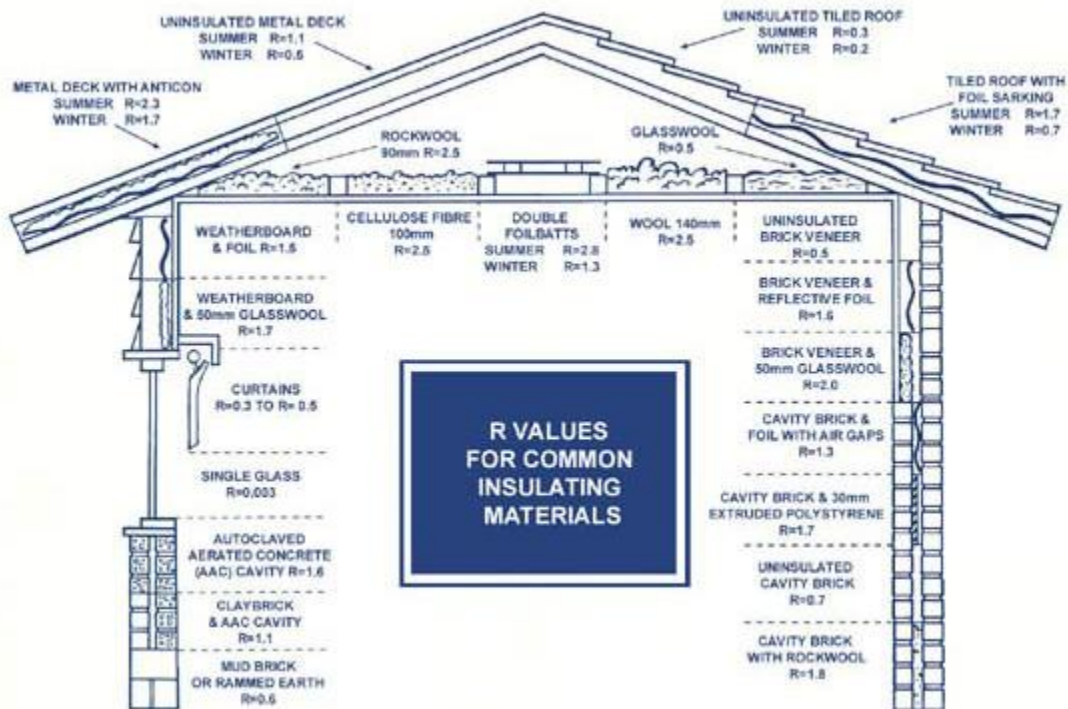 UNINSULATED METAL DECK
SUMMER R=1.1
WINTER R=0.6
UNINSULATED TILED ROOF
SUMMER R=0.3
WINTER R=0.2
METAL DECK WITH ANTICON
SUMMER R=2.3
WINTER R=1.7
TILED ROOF WITH
FOIL SARKING
SUMMER R=1.7
WINTER R=0.7
ROCKWOOL
90mm R=2.5
GLASSWOOL
R=0.5
WEATHERBOARD
& FOIL R=1.5
CELLULOSE FIBRE
100mm
R=2.5
DOUBLE
FOILBATTS
SUMMER R=2.8
WINTER R=1.3
WOOL 140mm
R=2.5
UNINSULATED
BRICK VENEER
R=0.5
WEATHERBOARD
& 50mm GLASSWOOL
R=1.7
BRICK VENEER &
REFLECTIVE FOIL
R=1.6
CURTAINS
R=0.3 TO R= 0.5
BRICK VENEER &
50mm GLASSWOOL
R=2.0
R VALUES
FOR COMMON
INSULATING
MATERIALS
CAVITY BRICK &
FOIL WITH AIR GAPS
R=1.3
SINGLE GLASS
R=0.003
CAVITY BRICK & 30mm
EXTRUDED POLYSTYRENE
R=1.7
AUTOCLAVED
AERATED CONCRETE
(AAC) CAVITY R=1.6
UNINSULATED
CAVITY BRICK
R=0.7
CLAYBRICK
& AAC CAVITY
R=1.1
CAVITY BRICK
WITH ROCKWOOL
R=1.8
MUD BRICK
OR RAMMED EARTH
R=0.6